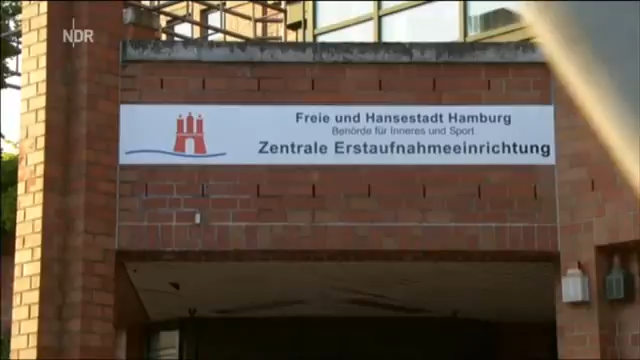 NDR
Freie und Hansestadt Hamburg
Behörde für Inneres und Sport
Zentrale Erstaufnahmeeinrichtung